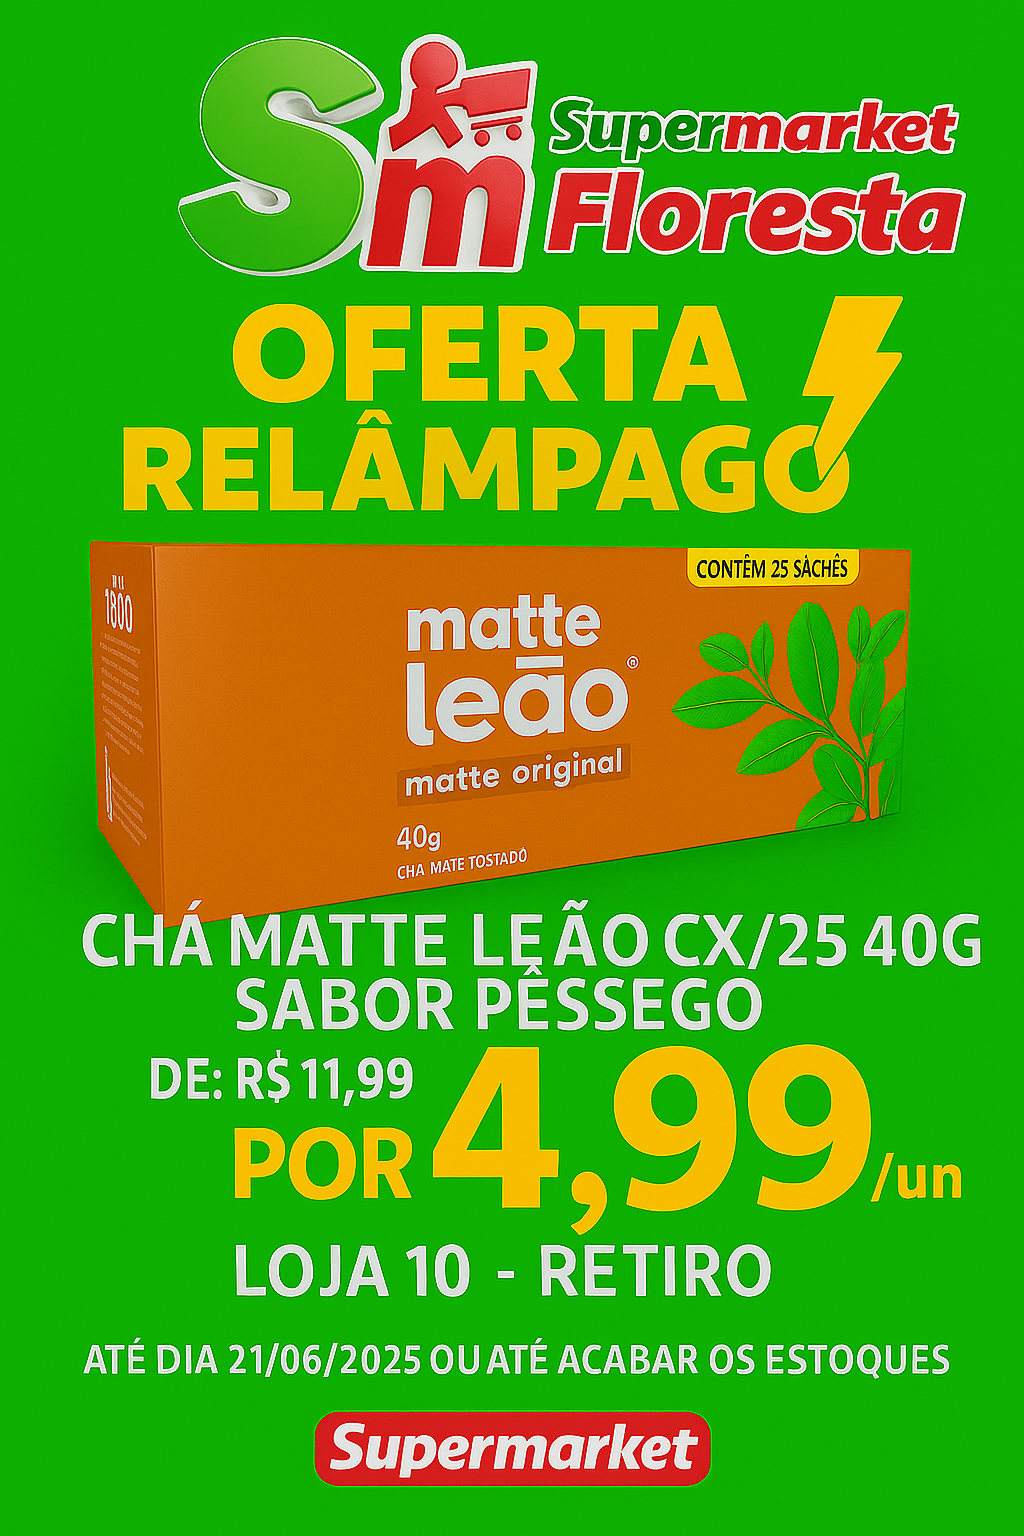 Sm
Supermarket
Floresta
OFERTA
RELÂMPAGO
CONTÊM 25 SÂCHÊS
1800
matte
leão®
matte original
40g
CHA MATE TOSTADÔ
CHÁ MATTE LEÃO CX/25 40G
SABOR PÊSSEGO
DE: R$ 11,99
POR 4,99/un
LOJA 10 - RETIRO
ATÉ DIA 21/06/2025 OU ATÉ ACABAR OS ESTOQUES
Supermarket